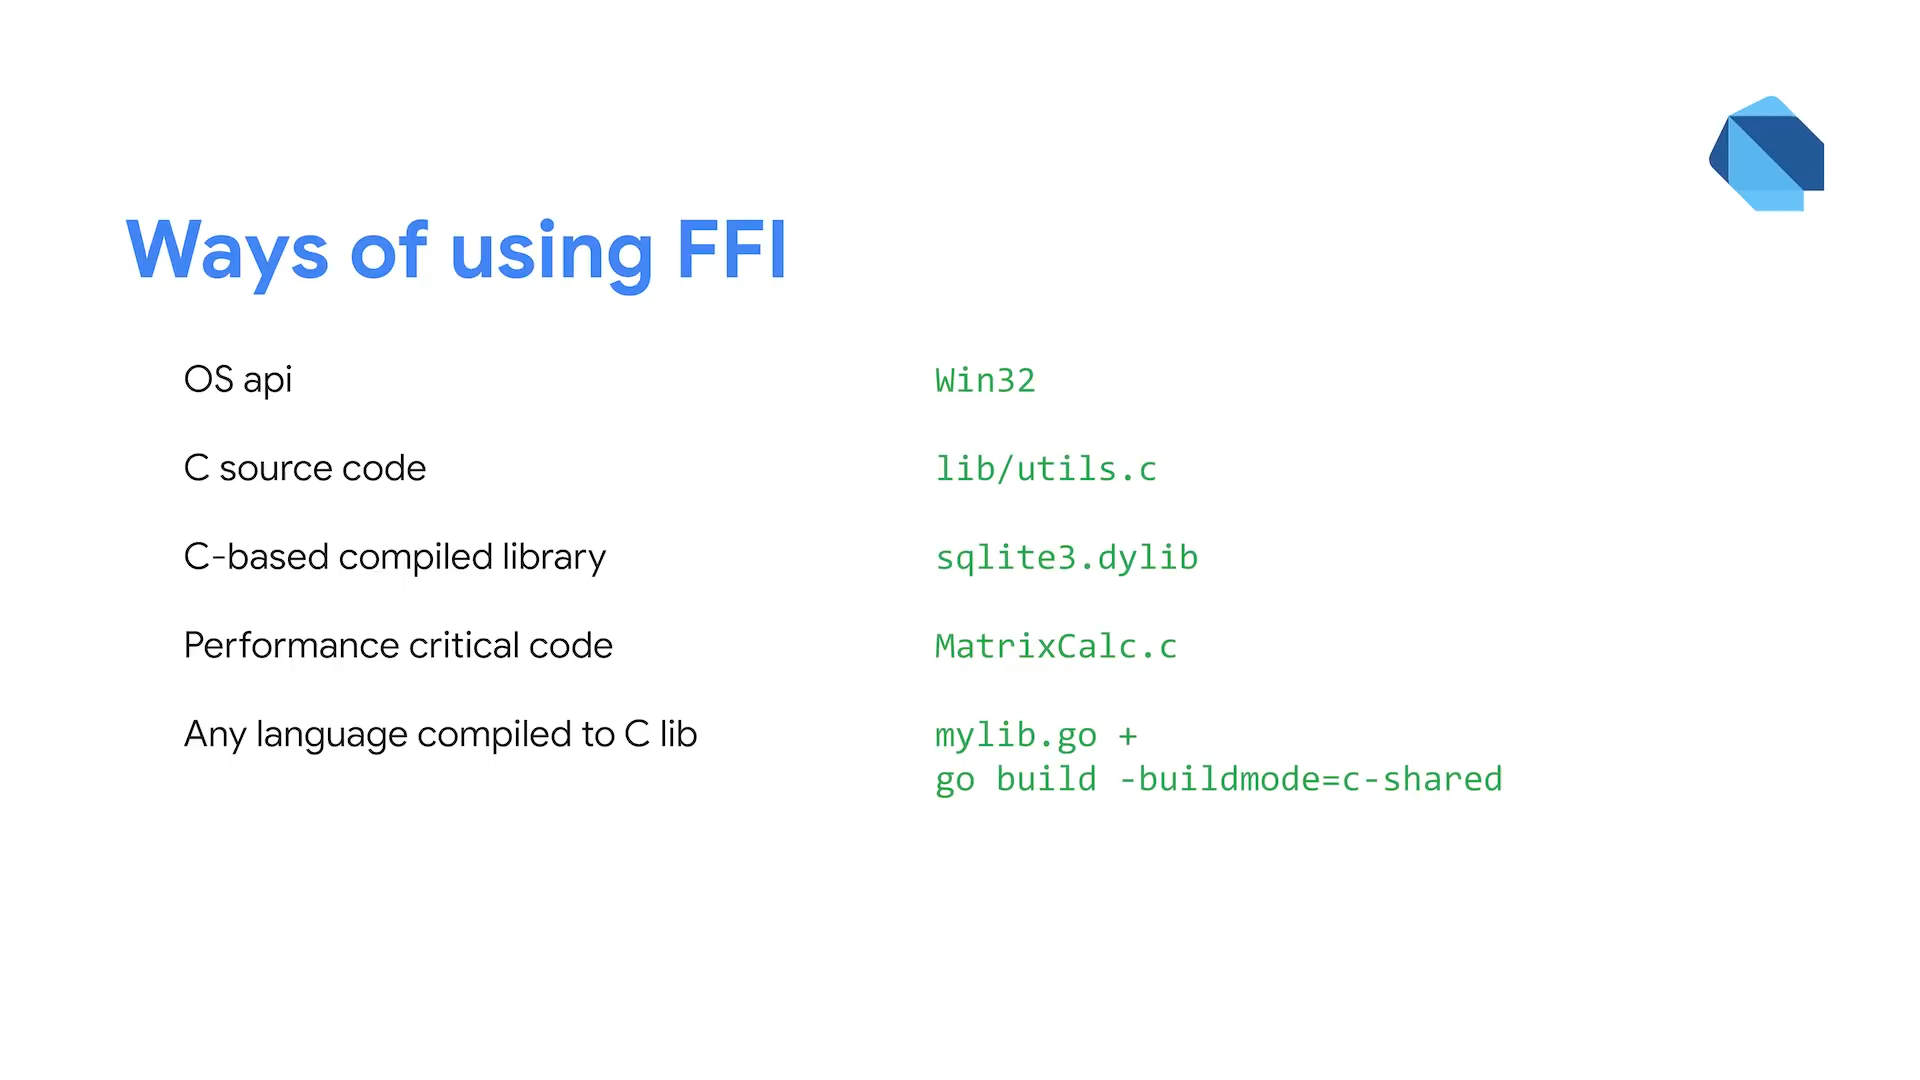 Ways of using FFI
OS api
Win32
C source code
lib/utils.c
C-based compiled library
sqlite3.dylib
Performance critical code
MatrixCalc.c
Any language compiled to C lib
mylib.go +
go build -buildmode=c-shared